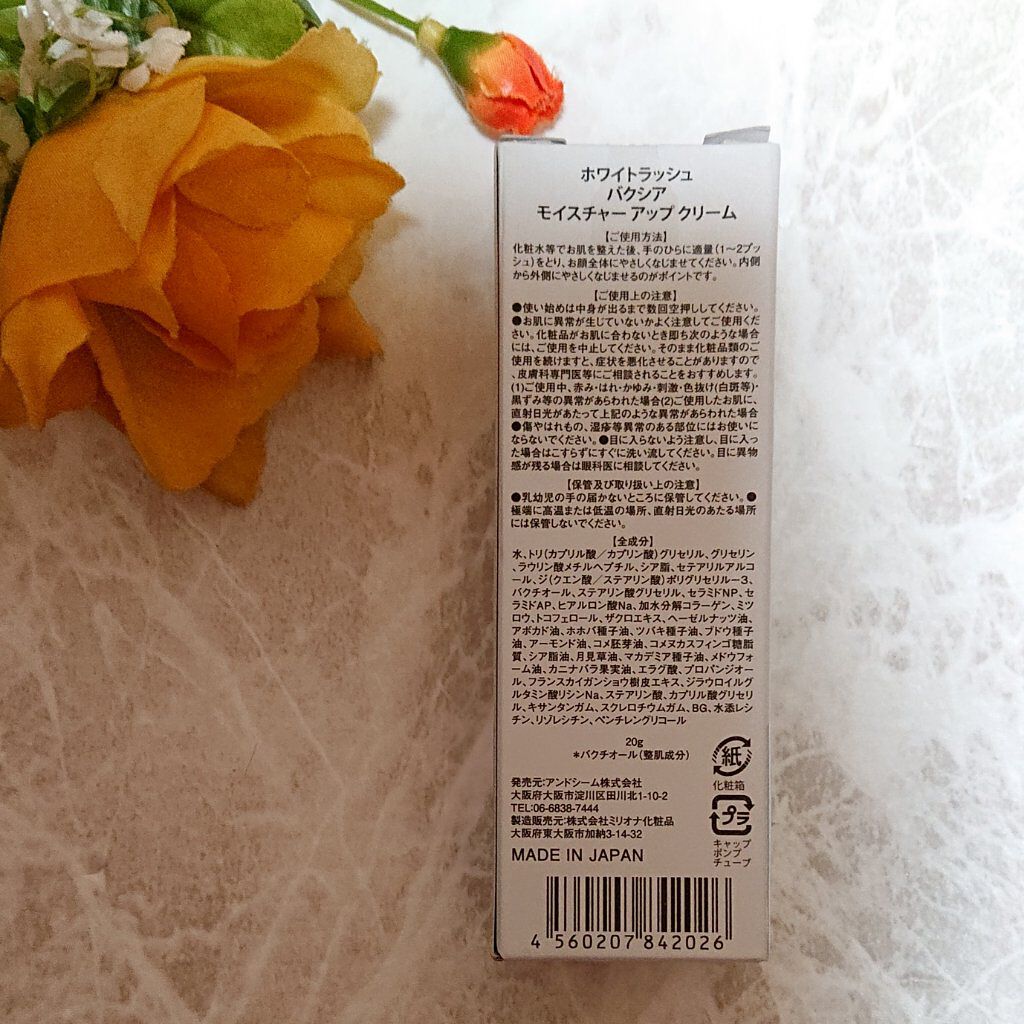 ホワイトラッシュ
バクシア
モイスチャー アップ クリーム
【ご使用方法】
化粧水等でお肌を整えた後、手のひらに適量(1〜2プッ
シュ)をとり、お顔全体にやさしくなじませてください。内側
から外側にやさしくなじませるのがポイントです。
【ご使用上の注意】
●使い始めは中身が出るまで数回空押ししてください。
●お肌に異常が生じていないかよく注意してご使用くだ
さい。化粧品がお肌に合わないとき即ち次のような場合
には、ご使用を中止してください。そのまま化粧品類のご
使用を続けますと、症状を悪化させることがありますので
、皮膚科専門医等にご相談されることをおすすめします。
(1)ご使用中、赤み・はれ・かゆみ・刺激・色抜け(白斑等)・
黒ずみ等の異常があらわれた場合(2)ご使用したお肌に、
直射日光があたって上記のような異常があらわれた場合
●傷やはれもの、湿疹等異常のある部位にはお使いに
ならないでください。●目に入らないよう注意し、目に入っ
た場合はこすらずにすぐに洗い流してください。目に異物
感が残る場合は眼科医に相談してください。
【保管及び取り扱い上の注意】
●乳幼児の手の届かないところに保管してください。●
極端に高温または低温の場所、直射日光のあたる場所
には保管しないでください。
【全成分】
水、トリ(カプリル酸／カプリン酸)グリセリル、グリセリン
、ラウリン酸メチルヘプチル、シア脂、セテアリルアルコ
ール、ジ(クエン酸／ステアリン酸)ポリグリセリル－3、
バクチオール、ステアリン酸グリセリル、セラミドNP、セ
ラミドAP、ヒアルロン酸Na、加水分解コラーゲン、ミツ
ロウ、トコフェロール、ザクロエキス、ヘーゼルナッツ油、
アボカド油、ホホバ種子油、ツバキ種子油、ブドウ種子
油、アーモンド油、コメ胚芽油、コメヌカスフィンゴ糖脂
質、シア脂油、月見草油、マカデミア種子油、メドウフォ
ーム油、カニナバラ果実油、エラグ酸、プロパンジオー
ル、フランスカイガンショウ樹皮エキス、ジラウロイルグ
ルタミン酸リシンNa、ステアリン酸、カプリル酸グリセリ
ル、キサンタンガム、スクレロチウムガム、BG、水添レシ
チン、リゾレシチン、ペンチレングリコール
20g
＊バクチオール(整肌成分)
紙
化粧箱
発売元:アンドシーム株式会社
大阪府大阪市淀川区田川北1-10-2
TEL:06-6838-7444
製造販売元:株式会社ミリオナ化粧品
大阪府東大阪市加納3-14-32
プラ
キャップ
ポンプ
チューブ
MADE IN JAPAN
4 560207 842026